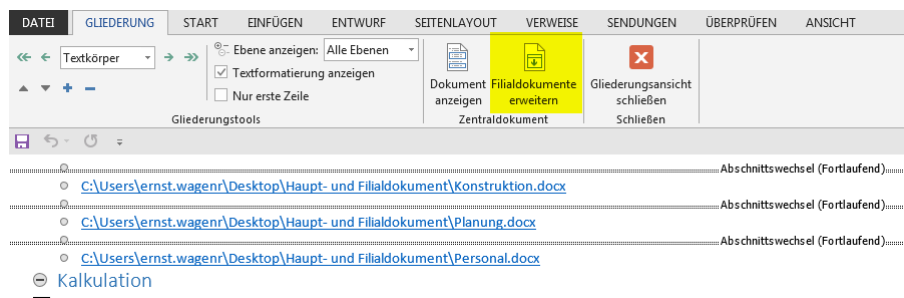 DATEI GLIEDERUNG START EINFÜGEN ENTWURF SEITENLAYOUT VERWEISE SENDUNGEN ÜBERPRÜFEN ANSICHT
Textkörper
Ebene anzeigen: Alle Ebenen
Textformatierung anzeigen
Nur erste Zeile
Gliederungstools
Dokument anzeigen
Filialdokumente erweitern
Zentraldokument
Gliederungsansicht schließen
Schließen
Abschnittswechsel (Fortlaufend)
C:\Users\ernst.wagenr\Desktop\Haupt- und Filialdokument\Konstruktion.docx
Abschnittswechsel (Fortlaufend)
C:\Users\ernst.wagenr\Desktop\Haupt- und Filialdokument\Planung.docx
Abschnittswechsel (Fortlaufend)
C:\Users\ernst.wagenr\Desktop\Haupt- und Filialdokument\Personal.docx
Kalkulation